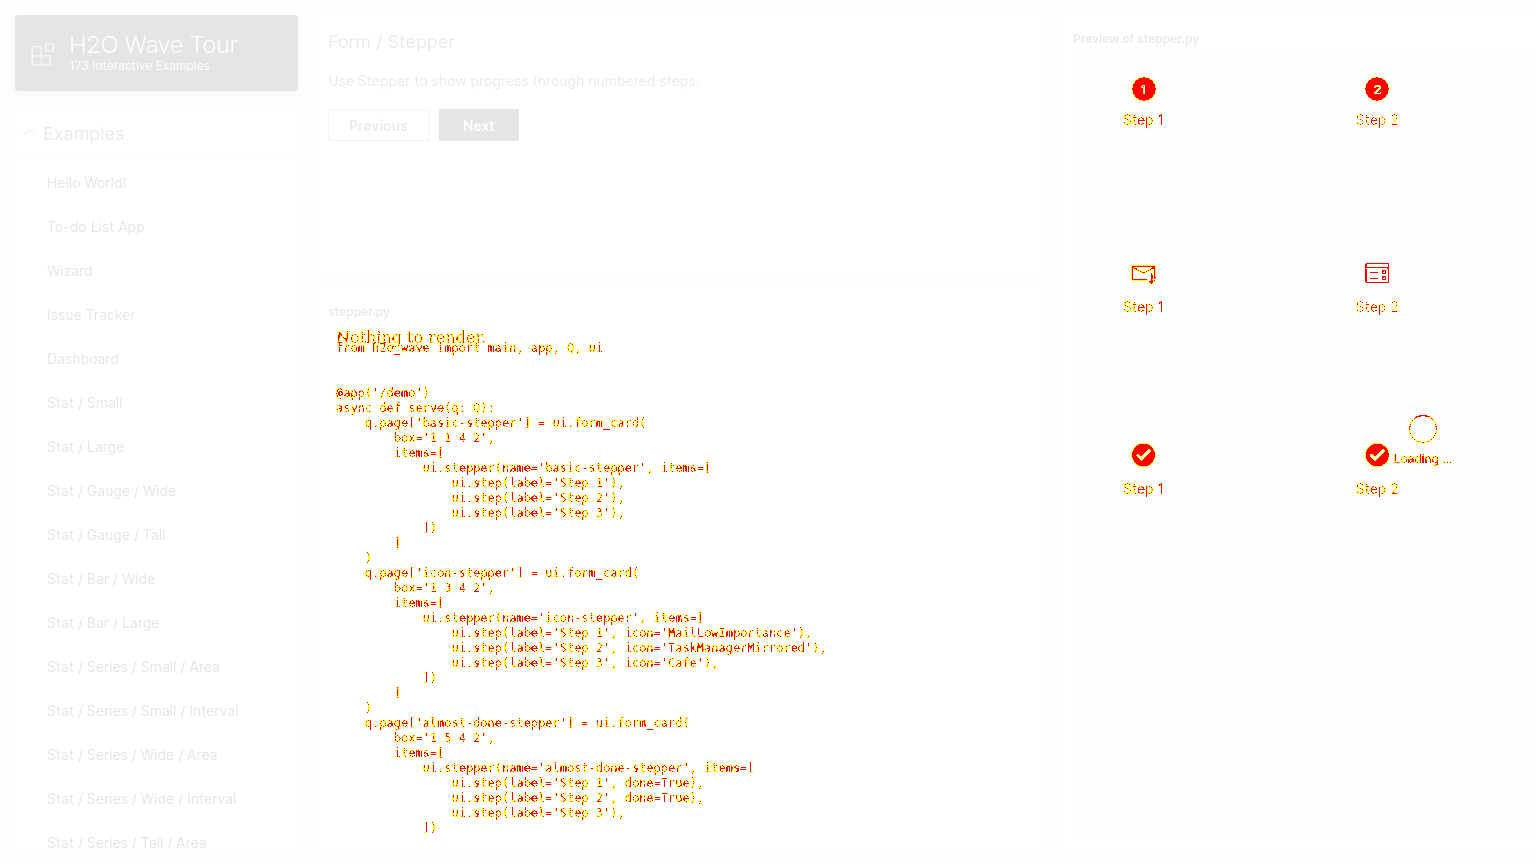 H2O Wave Tour
173 Interactive Examples
Examples
Hello World!
To-do List App
Wizard
Issue Tracker
Dashboard
Stat / Small
Stat / Large
Stat / Gauge / Wide
Stat / Gauge / Tall
Stat / Bar / Wide
Stat / Bar / Large
Stat / Series / Small / Area
Stat / Series / Small / Interval
Stat / Series / Wide / Area
Stat / Series / Wide / Interval
Stat / Series / Tall / Area
Form / Stepper
Use Stepper to show progress through numbered steps.
Previous Next
stepper.py
Nothing to render.
from h2o_wave import main, app, Q, ui
@app('/demo')
async def serve(q: Q):
q.page['basic-stepper'] = ui.form_card(
box='1 1 4 2',
items=[
ui.stepper(name='basic-stepper', items=[
ui.step(label='Step 1'),
ui.step(label='Step 2'),
ui.step(label='Step 3'),
])
]
)
q.page['icon-stepper'] = ui.form_card(
box='1 3 4 2',
items=[
ui.stepper(name='icon-stepper', items=[
ui.step(label='Step 1', icon='MailLowImportance'),
ui.step(label='Step 2', icon='TaskManagerMirrored'),
ui.step(label='Step 3', icon='Cafe'),
])
]
)
q.page['almost-done-stepper'] = ui.form_card(
box='1 5 4 2',
items=[
ui.stepper(name='almost-done-stepper', items=[
ui.step(label='Step 1', done=True),
ui.step(label='Step 2', done=True),
ui.step(label='Step 3'),
])
Preview of stepper.py
1 2
Step 1 Step 2
Step 1 Step 2
Loading ...
Step 1 Step 2